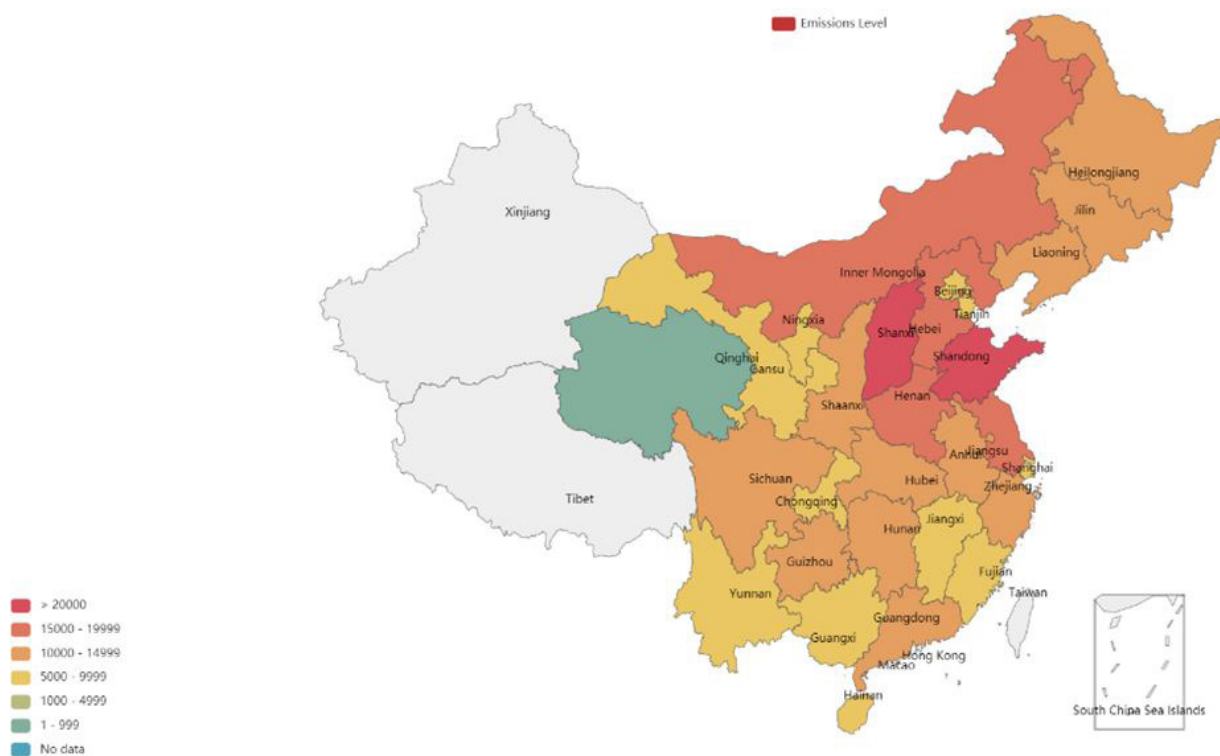 Emissions Level
Heilongjiang
Xinjiang
Jilin
Liaoning
Inner Mongolia
Beijing
Tianjin
Ningxia
Shanxi
Hebei
Qinghai
Gansu
Shandong
Henan
Shaanxi
Anhui
Jiangsu
Shanghai
Sichuan
Hubei
Zhejiang
Tibet
Chongqing
Jiangxi
Hunan
Guizhou
Fujian
Yunnan
Taiwan
Guangdong
Guangxi
Hong Kong
Macao
Hainan
South China Sea Islands
> 20000
15000 - 19999
10000 - 14999
5000 - 9999
1000 - 4999
1 - 999
No data